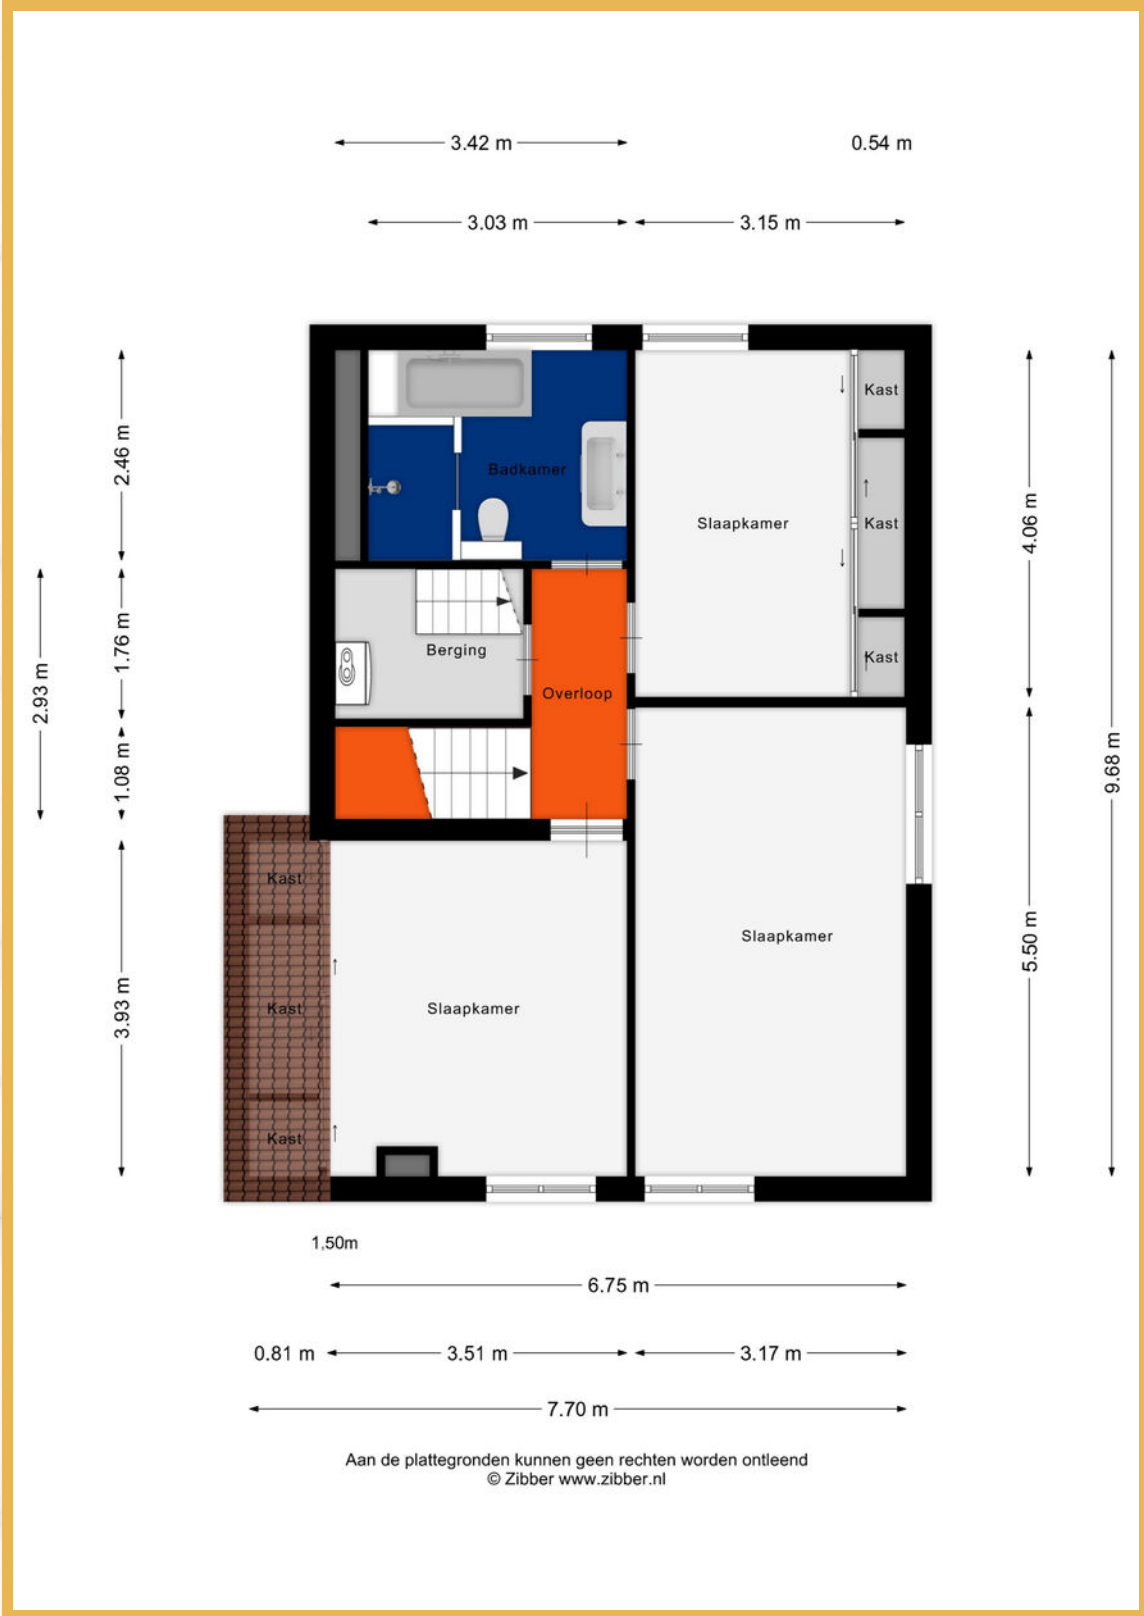 3.42 m
0.54 m
3.03 m
3.15 m
2.46 m
1.76 m
2.93 m
1.08 m
3.93 m
4.06 m
5.50 m
9.68 m
Kast
Badkamer
Slaapkamer
Kast
Berging
Kast
Overloop
Kast
Slaapkamer
Kast
Slaapkamer
Kast
1,50m
6.75 m
0.81 m
3.51 m
3.17 m
7.70 m
Aan de plattegronden kunnen geen rechten worden ontleend
© Zibber www.zibber.nl